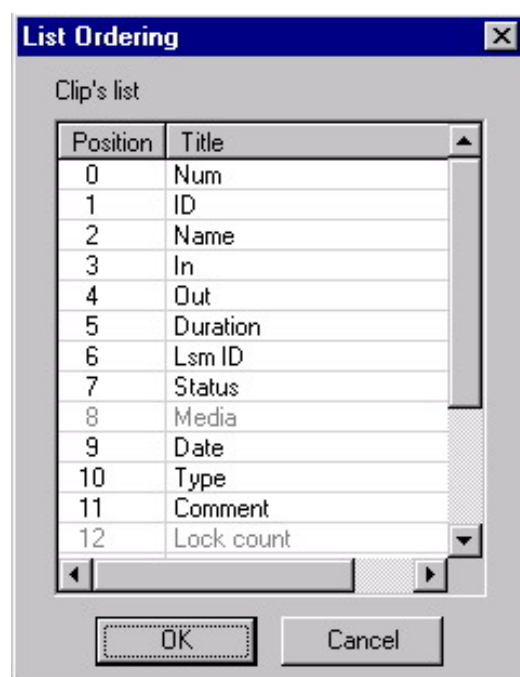 List Ordering
Clip's list
Position Title
0 Num
1 ID
2 Name
3 In
4 Out
5 Duration
6 Lsm ID
7 Status
8 Media
9 Date
10 Type
11 Comment
12 Lock count
OK Cancel